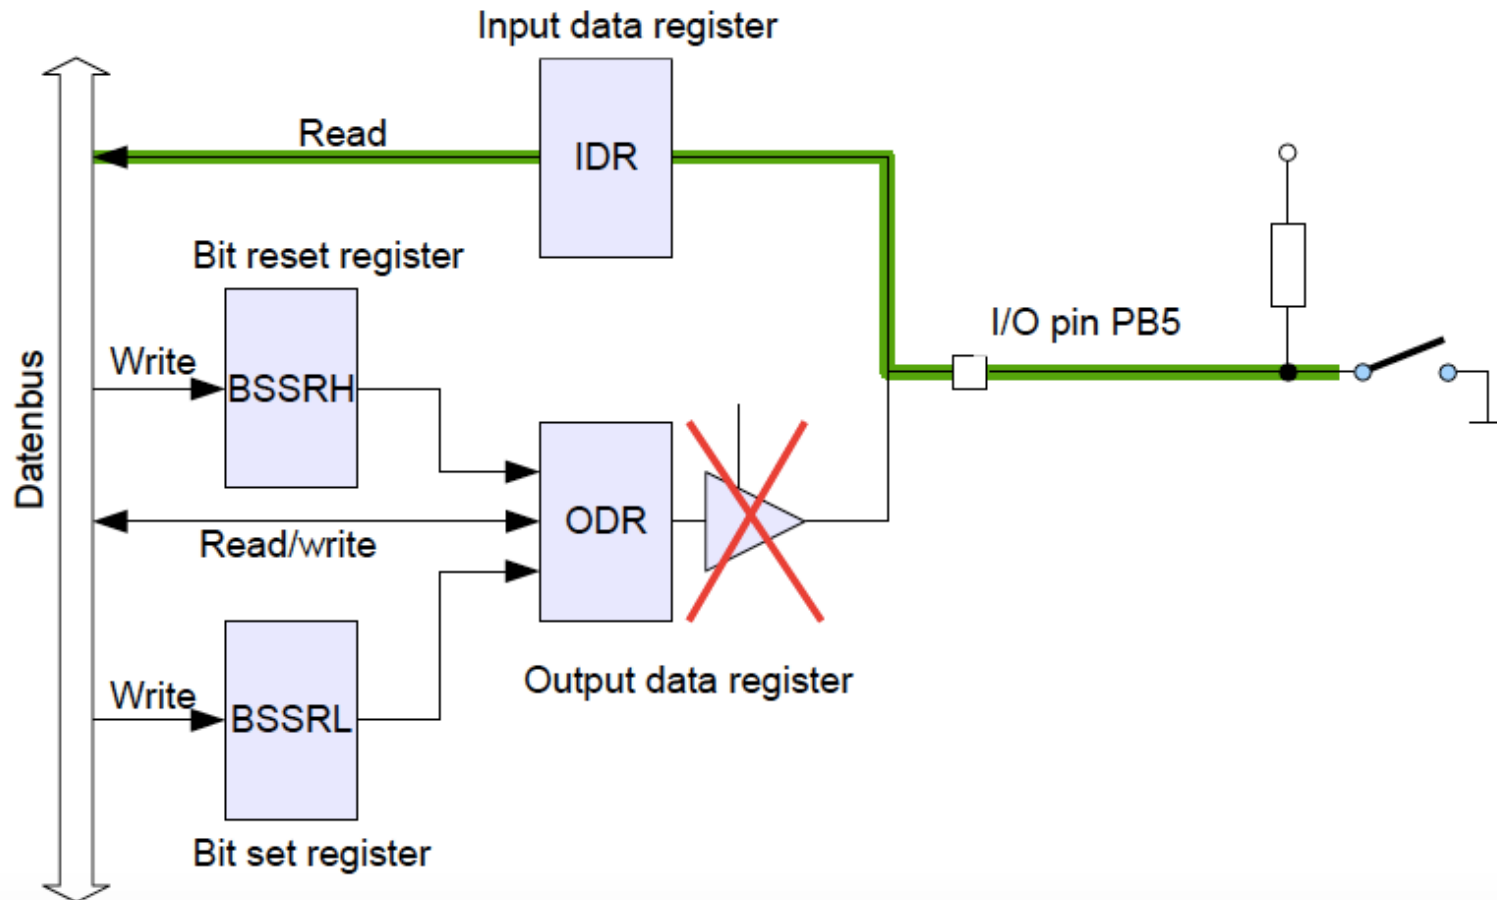 Input data register
Read
IDR
Bit reset register
I/O pin PB5
Write
BSSRH
Datenbus
ODR
Read/write
Output data register
Write
BSSRL
Bit set register